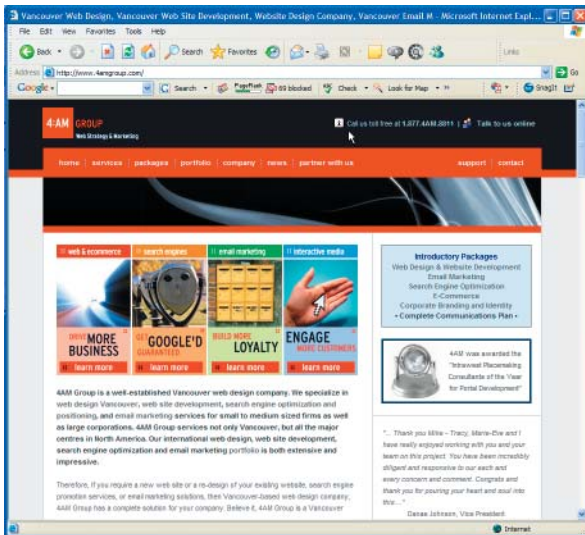 Vancouver Web Design, Vancouver Web Site Development, Website Design Company, Vancouver Email M - Microsoft Internet Expl...
File Edit View Favorites Tools Help
Back Search Favorites Links
Address http://www.4amgroup.com/ Go
Google Search PageRank 69 blocked Check Look for Map SnagIt
4:AM GROUP
Web Strategy & Marketing
Call us toll free at 1.877.4AM.8811 | Talk to us online
home | services | packages | portfolio | company | news | partner with us support | contact
web & ecommerce search engines email marketing interactive media
DRIVE MORE BUSINESS
GET GOOGLE'D GUARANTEED
BUILD MORE LOYALTY
ENGAGE MORE CUSTOMERS
learn more learn more learn more learn more
4AM Group is a well-established Vancouver web design company. We specialize in
web design Vancouver, web site development, search engine optimization and
positioning, and email marketing services for small to medium sized firms as well
as large corporations. 4AM Group services not only Vancouver, but all the major
centres in North America. Our international web design, web site development,
search engine optimization and email marketing portfolio is both extensive and
impressive.
Therefore, if you require a new web site or a re-design of your existing website, search engine
promotion services, or email marketing solutions, then Vancouver-based web design company,
4AM Group has a complete solution for your company. Believe it, 4AM Group is a Vancouver
Introductory Packages
Web Design & Website Development
Email Marketing
Search Engine Optimization
E-Commerce
Corporate Branding and Identity
• Complete Communications Plan •
4AM was awarded the
"Intrawest Placemaking
Consultants of the Year
for Portal Development"
"... Thank you Mike - Tracy, Marie-Eve and I
have really enjoyed working with you and your
team on this project. You have been incredibly
diligent and responsive to our each and
every concern and comment. Congrats and
thank you for pouring your heart and soul into
this..."
Danae Johnson, Vice President
Internet